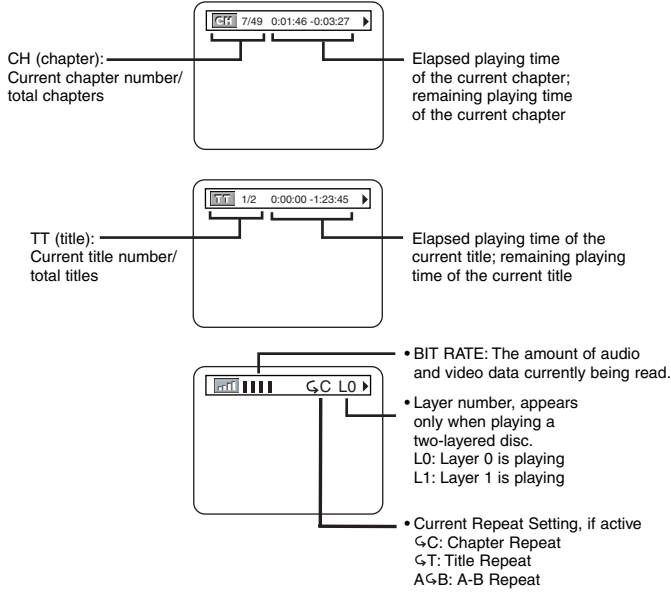 CH 7/49 0:01:46 -0:03:27
CH (chapter):
Current chapter number/
total chapters
Elapsed playing time
of the current chapter;
remaining playing time
of the current chapter
TT 1/2 0:00:00 -1:23:45
TT (title):
Current title number/
total titles
Elapsed playing time of the
current title; remaining playing
time of the current title
C L0
• BIT RATE: The amount of audio
and video data currently being read.
• Layer number, appears
only when playing a
two-layered disc.
L0: Layer 0 is playing
L1: Layer 1 is playing
• Current Repeat Setting, if active
⤹C: Chapter Repeat
⤹T: Title Repeat
A⤹B: A-B Repeat